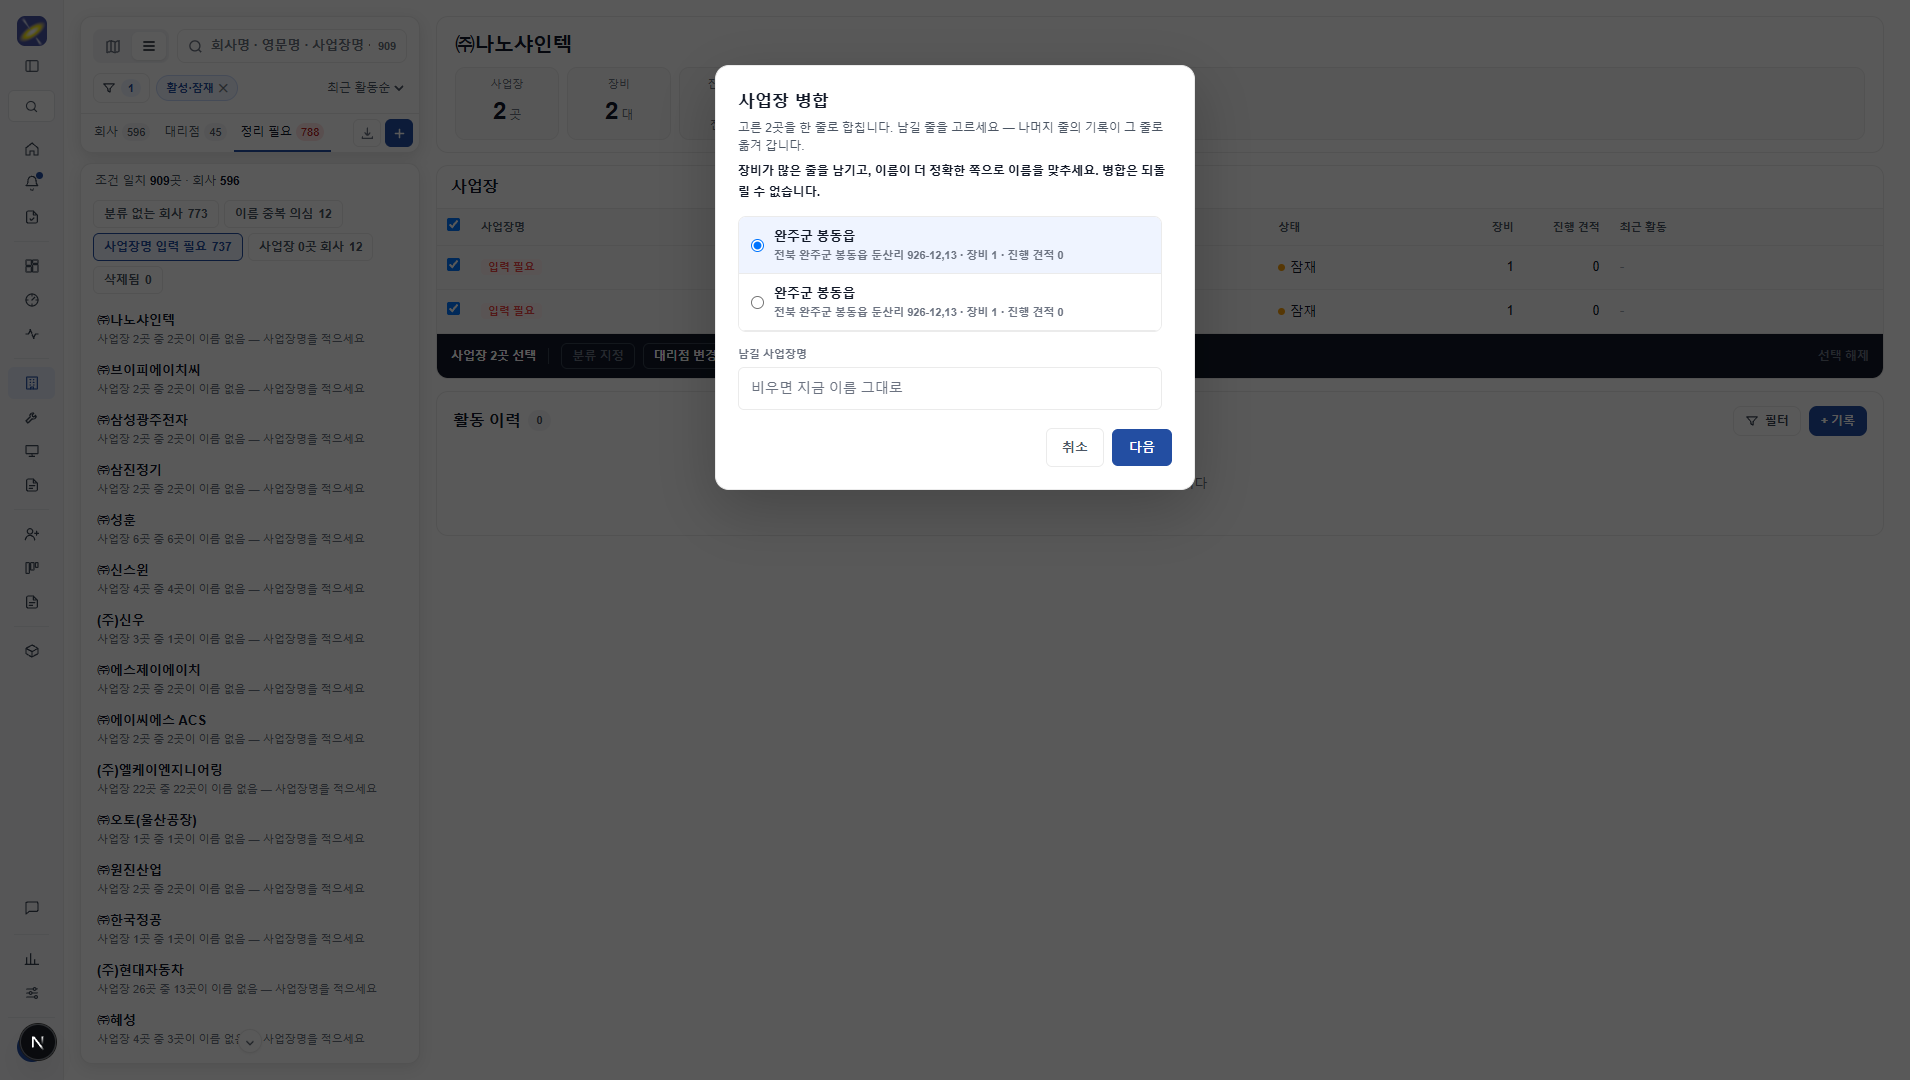 회사명 · 영문명 · 사업장명 · 909
1
활성·잠재
최근 활동순
회사 596
대리점 45
정리 필요 788
조건 일치 909곳 · 회사 596
분류 없는 회사 773
이름 중복 의심 12
사업장명 입력 필요 737
사업장 0곳 회사 12
삭제됨 0
㈜나노샤인텍
사업장 2곳 중 2곳이 이름 없음 — 사업장명을 적으세요
㈜브이피에이치씨
사업장 2곳 중 2곳이 이름 없음 — 사업장명을 적으세요
㈜삼성광주전자
사업장 2곳 중 2곳이 이름 없음 — 사업장명을 적으세요
㈜삼진정기
사업장 2곳 중 2곳이 이름 없음 — 사업장명을 적으세요
㈜성훈
사업장 6곳 중 6곳이 이름 없음 — 사업장명을 적으세요
㈜신스윈
사업장 4곳 중 4곳이 이름 없음 — 사업장명을 적으세요
(주)신우
사업장 3곳 중 1곳이 이름 없음 — 사업장명을 적으세요
㈜에스제이에이치
사업장 2곳 중 2곳이 이름 없음 — 사업장명을 적으세요
㈜에이씨에스 ACS
사업장 2곳 중 2곳이 이름 없음 — 사업장명을 적으세요
(주)엘케이엔지니어링
사업장 22곳 중 22곳이 이름 없음 — 사업장명을 적으세요
㈜오토(울산공장)
사업장 1곳 중 1곳이 이름 없음 — 사업장명을 적으세요
㈜원진산업
사업장 2곳 중 2곳이 이름 없음 — 사업장명을 적으세요
㈜한국정공
사업장 1곳 중 1곳이 이름 없음 — 사업장명을 적으세요
(주)현대자동차
사업장 26곳 중 13곳이 이름 없음 — 사업장명을 적으세요
㈜혜성
사업장 4곳 중 3곳이 이름 없음 사업장명을 적으세요
N
㈜나노샤인텍
사업장
2 곳
장비
2 대
사업장
사업장명
상태
장비
진행 견적
최근 활동
입력 필요
잠재
1
0
-
입력 필요
잠재
1
0
-
사업장 2곳 선택
분류 지정
대리점 변경
선택 해제
활동 이력 0
필터
+ 기록
다
사업장 병합
고른 2곳을 한 줄로 합칩니다. 남길 줄을 고르세요 — 나머지 줄의 기록이 그 줄로
옮겨 갑니다.
장비가 많은 줄을 남기고, 이름이 더 정확한 쪽으로 이름을 맞추세요. 병합은 되돌
릴 수 없습니다.
완주군 봉동읍
전북 완주군 봉동읍 둔산리 926-12,13 · 장비 1 · 진행 견적 0
완주군 봉동읍
전북 완주군 봉동읍 둔산리 926-12,13 · 장비 1 · 진행 견적 0
남길 사업장명
비우면 지금 이름 그대로
취소
다음